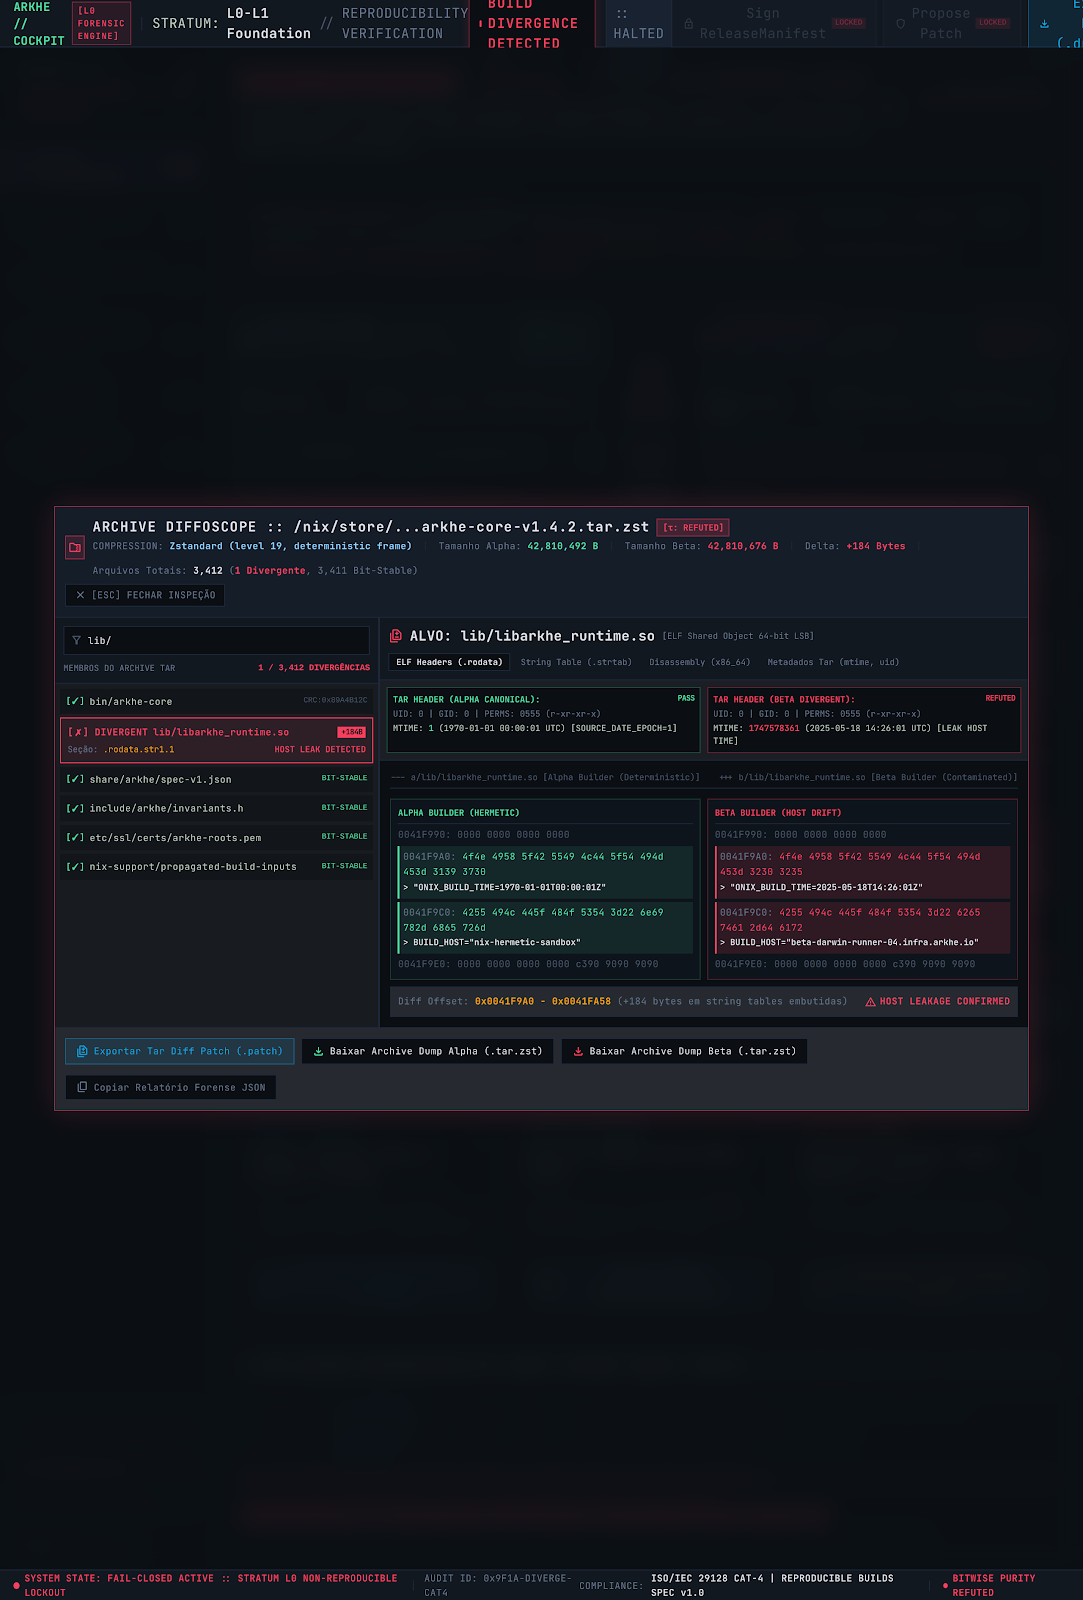 ARKHE
//
COCKPIT
[L0
FORENSIC
ENGINE]
STRATUM:
L0-L1
Foundation
//
REPRODUCIBILITY
VERIFICATION
BUILD
DIVERGENCE
DETECTED
::
HALTED
Sign
ReleaseManifest
LOCKED
Propose
Patch
LOCKED
ARCHIVE DIFFOSCOPE :: /nix/store/...arkhe-core-v1.4.2.tar.zst [τ: REFUTED]
COMPRESSION: Zstandard (level 19, deterministic frame) Tamanho Alpha: 42,810,492 B Tamanho Beta: 42,810,676 B Delta: +184 Bytes
Arquivos Totais: 3,412 (1 Divergente, 3,411 Bit-Stable)
✕ [ESC] FECHAR INSPEÇÃO
lib/
MEMBROS DO ARCHIVE TAR 1 / 3,412 DIVERGÊNCIAS
[✓] bin/arkhe-core CRC:0x89A4B12C
[✗] DIVERGENT lib/libarkhe_runtime.so +184B
Seção: .rodata.str1.1 HOST LEAK DETECTED
[✓] share/arkhe/spec-v1.json BIT-STABLE
[✓] include/arkhe/invariants.h BIT-STABLE
[✓] etc/ssl/certs/arkhe-roots.pem BIT-STABLE
[✓] nix-support/propagated-build-inputs BIT-STABLE
ALVO: lib/libarkhe_runtime.so [ELF Shared Object 64-bit LSB]
ELF Headers (.rodata) String Table (.strtab) Disassembly (x86_64) Metadados Tar (mtime, uid)
TAR HEADER (ALPHA CANONICAL): PASS
UID: 0 | GID: 0 | PERMS: 0555 (r-xr-xr-x)
MTIME: 1 (1970-01-01 00:00:01 UTC) [SOURCE_DATE_EPOCH=1]
TAR HEADER (BETA DIVERGENT): REFUTED
UID: 0 | GID: 0 | PERMS: 0555 (r-xr-xr-x)
MTIME: 1747578361 (2025-05-18 14:26:01 UTC) [LEAK HOST
TIME]
--- a/lib/libarkhe_runtime.so [Alpha Builder (Deterministic)] +++ b/lib/libarkhe_runtime.so [Beta Builder (Contaminated)]
ALPHA BUILDER (HERMETIC)
0041F990: 0000 0000 0000 0000
0041F9A0: 4f4e 4958 5f42 5549 4c44 5f54 494d
453d 3139 3730
> "ONIX_BUILD_TIME=1970-01-01T00:00:01Z"
0041F9C0: 4255 494c 445f 484f 5354 3d22 6e69
782d 6865 726d
> BUILD_HOST="nix-hermetic-sandbox"
0041F9E0: 0000 0000 0000 0000 c390 9090 9090
BETA BUILDER (HOST DRIFT)
0041F990: 0000 0000 0000 0000
0041F9A0: 4f4e 4958 5f42 5549 4c44 5f54 494d
453d 3230 3235
> "ONIX_BUILD_TIME=2025-05-18T14:26:01Z"
0041F9C0: 4255 494c 445f 484f 5354 3d22 6265
7461 2d64 6172
> BUILD_HOST="beta-darwin-runner-04.infra.arkhe.io"
0041F9E0: 0000 0000 0000 0000 c390 9090 9090
Diff Offset: 0x0041F9A0 - 0x0041FA58 (+184 bytes em string tables embutidas) HOST LEAKAGE CONFIRMED
Exportar Tar Diff Patch (.patch)
Baixar Archive Dump Alpha (.tar.zst)
Baixar Archive Dump Beta (.tar.zst)
Copiar Relatório Forense JSON
SYSTEM STATE: FAIL-CLOSED ACTIVE :: STRATUM L0 NON-REPRODUCIBLE
LOCKOUT
AUDIT ID: 0x9F1A-DIVERGE-
CAT4
COMPLIANCE:
ISO/IEC 29128 CAT-4 | REPRODUCIBLE BUILDS
SPEC v1.0
BITWISE PURITY
REFUTED